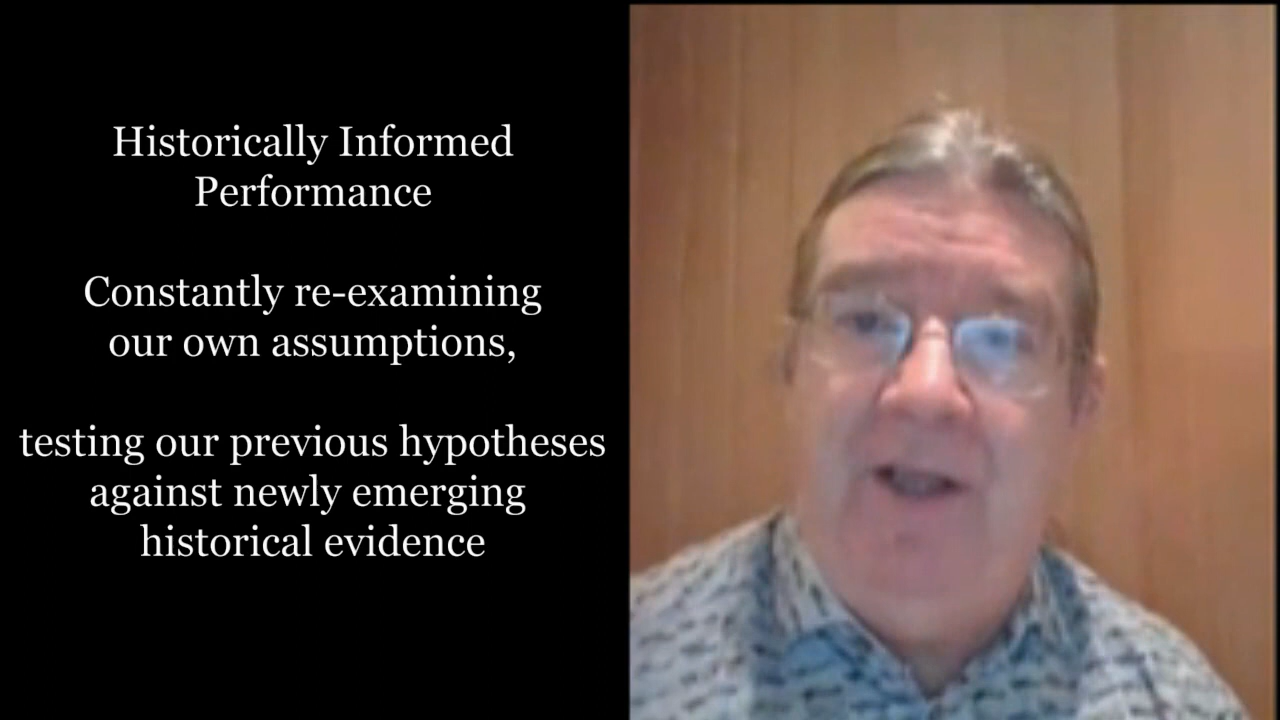 Historically Informed
Performance
Constantly re-examining
our own assumptions,
testing our previous hypotheses
against newly emerging
historical evidence